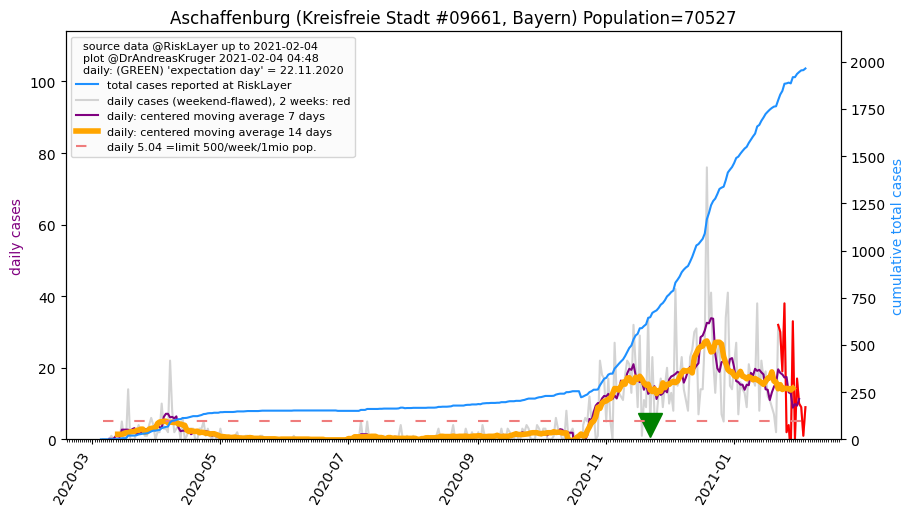 Aschaffenburg (Kreisfreie Stadt #09661, Bayern) Population=70527
source data @RiskLayer up to 2021-02-04
plot @DrAndreasKruger 2021-02-04 04:48
daily: (GREEN) 'expectation day' = 22.11.2020
total cases reported at RiskLayer
daily cases (weekend-flawed), 2 weeks: red
daily: centered moving average 7 days
daily: centered moving average 14 days
daily 5.04 =limit 500/week/1mio pop.
daily cases
100
80
60
40
20
0
cumulative total cases
2000
1750
1500
1250
1000
750
500
250
0
2020-03
2020-05
2020-07
2020-09
2020-11
2021-01